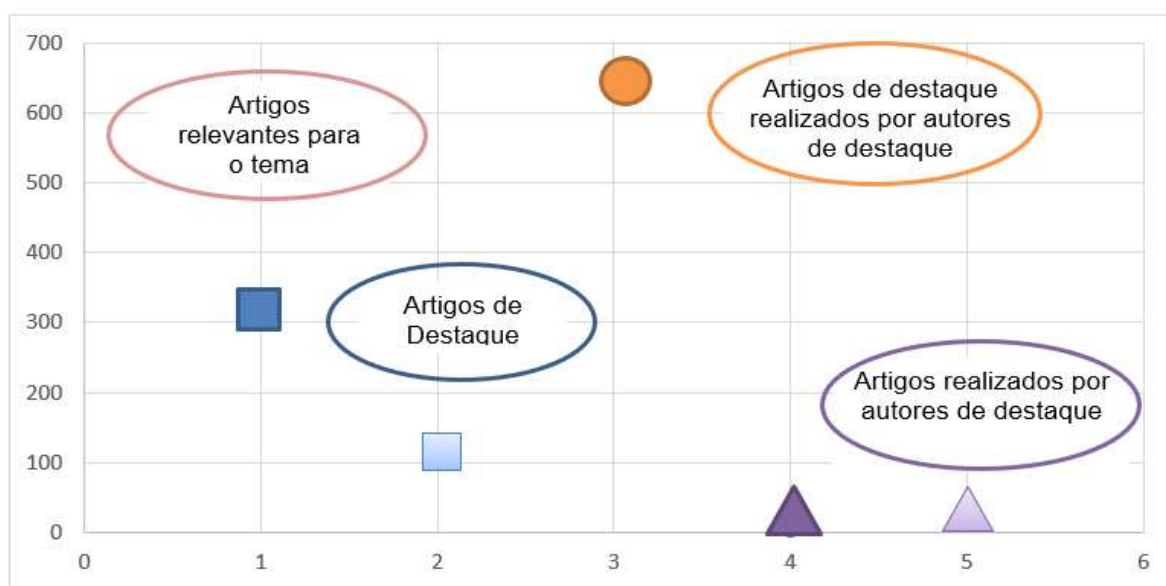 700
600
500
400
300
200
100
0
0 1 2 3 4 5 6
Artigos
relevantes para
o tema
Artigos de destaque
realizados por autores
de destaque
Artigos de
Destaque
Artigos realizados por
autores de destaque